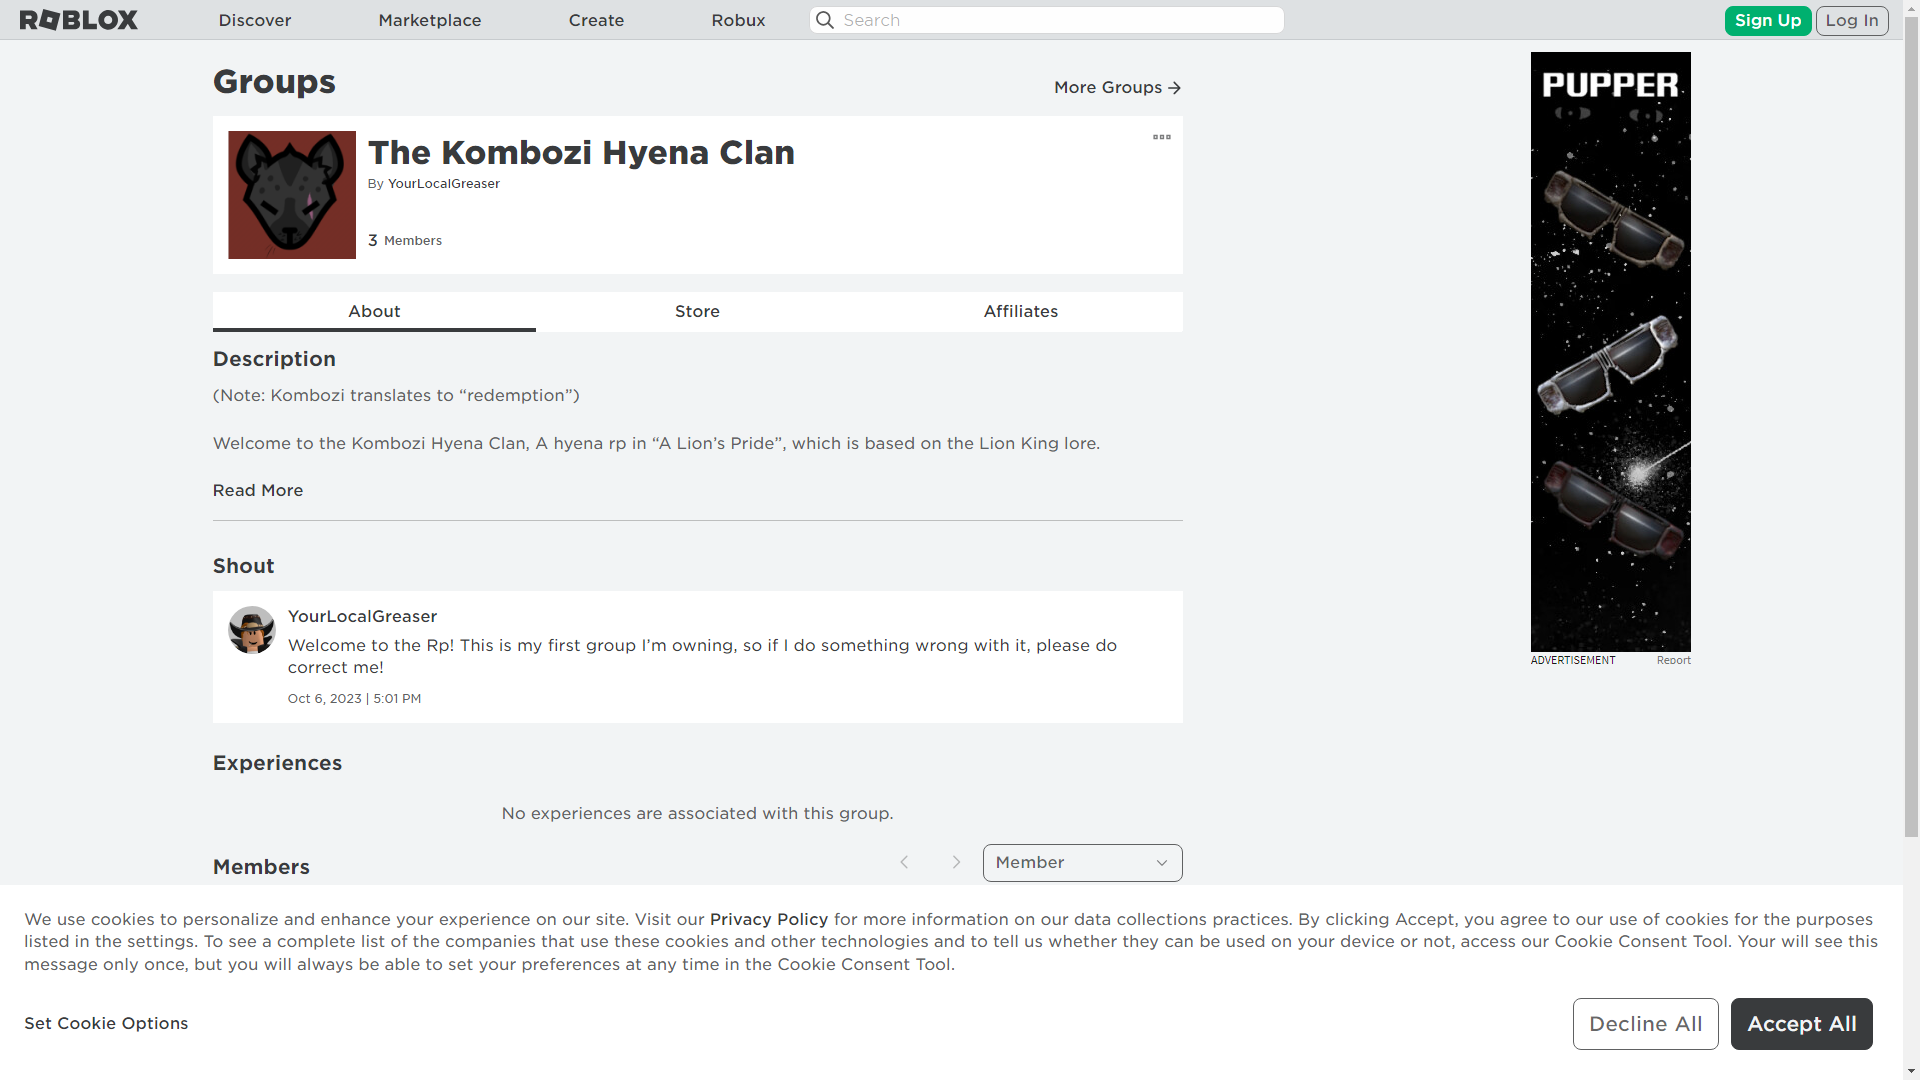 ROBLOX
Discover
Marketplace
Create
Robux
Search
Sign Up
Log In
Groups
More Groups
The Kombozi Hyena Clan
By YourLocalGreaser
3 Members
About
Store
Affiliates
Description
(Note: Kombozi translates to “redemption”)
Welcome to the Kombozi Hyena Clan, A hyena rp in “A Lion’s Pride”, which is based on the Lion King lore.
Read More
Shout
YourLocalGreaser
Welcome to the Rp! This is my first group I’m owning, so if I do something wrong with it, please do
correct me!
Oct 6, 2023 | 5:01 PM
Experiences
No experiences are associated with this group.
Members
Member
PUPPER
ADVERTISEMENT
Report
We use cookies to personalize and enhance your experience on our site. Visit our Privacy Policy for more information on our data collections practices. By clicking Accept, you agree to our use of cookies for the purposes
listed in the settings. To see a complete list of the companies that use these cookies and other technologies and to tell us whether they can be used on your device or not, access our Cookie Consent Tool. Your will see this
message only once, but you will always be able to set your preferences at any time in the Cookie Consent Tool.
Set Cookie Options
Decline All
Accept All